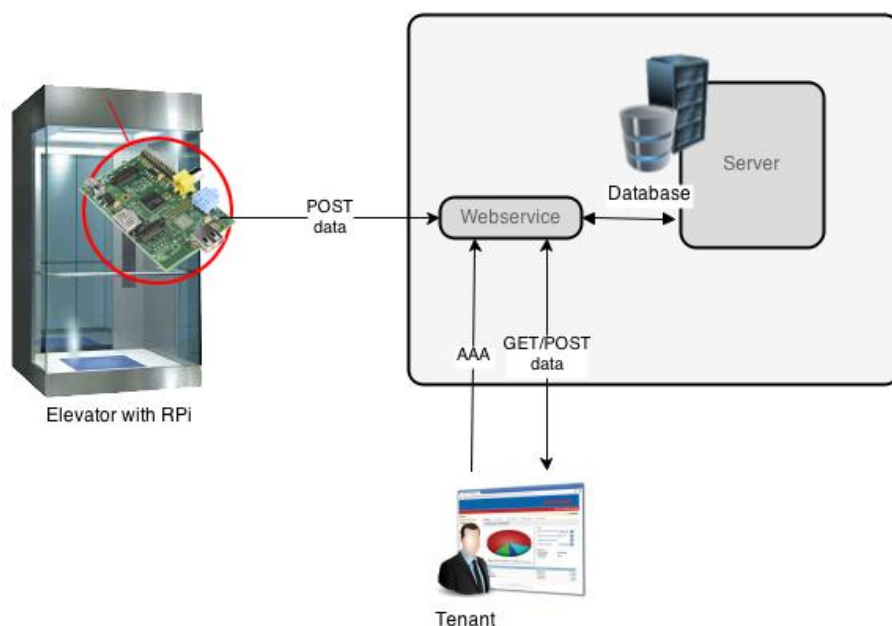 Server
Database
Webservice
POST
data
AAA
GET/POST
data
Elevator with RPi
Tenant